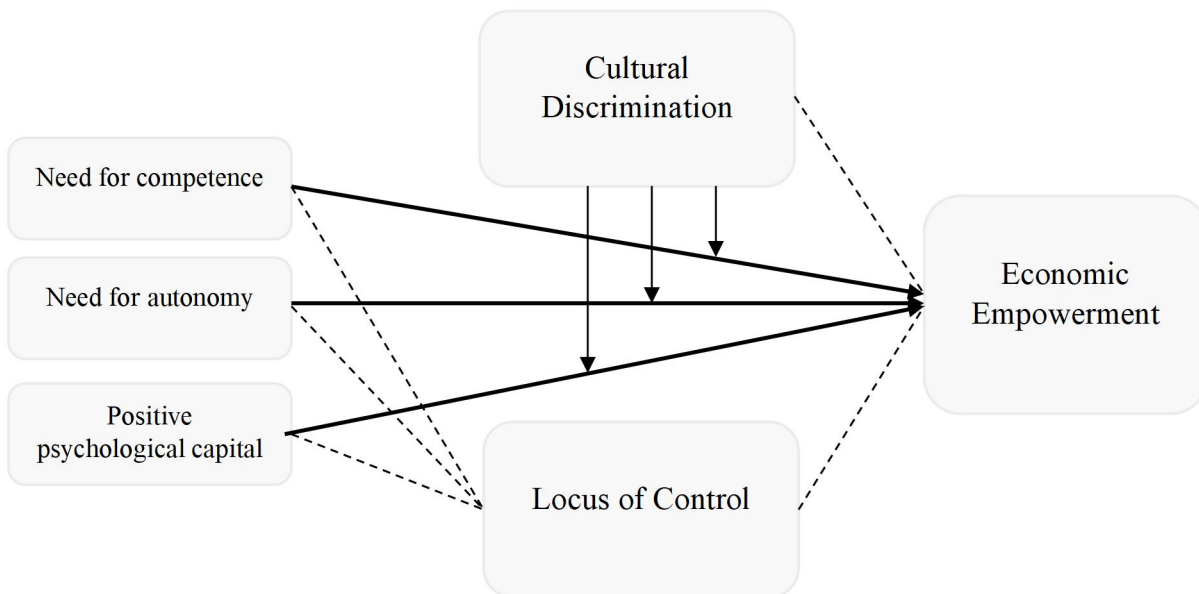 Cultural
Discrimination
Need for competence
Need for autonomy
Positive
psychological capital
Economic
Empowerment
Locus of Control